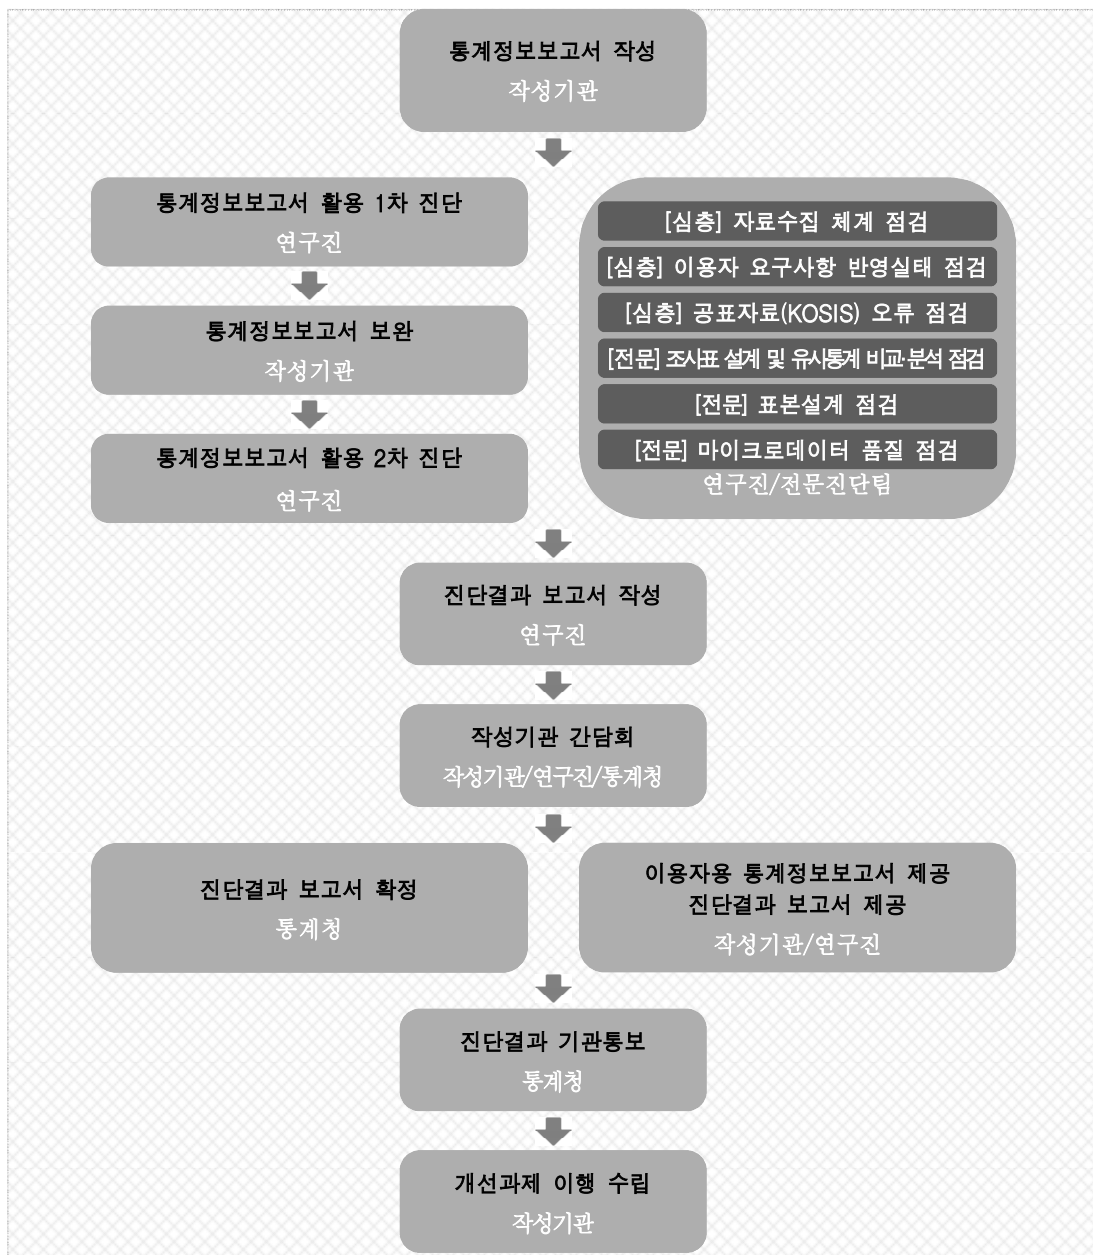 통계정보보고서 작성
작성기관
통계정보보고서 활용 1차 진단
연구진
통계정보보고서 보완
작성기관
통계정보보고서 활용 2차 진단
연구진
[심층] 자료수집 체계 점검
[심층] 이용자 요구사항 반영실태 점검
[심층] 공표자료(KOSIS) 오류 점검
[전문] 조사표 설계 및 유사통계 비교·분석 점검
[전문] 표본설계 점검
[전문] 마이크로데이터 품질 점검
연구진/전문진단팀
진단결과 보고서 작성
연구진
작성기관 간담회
작성기관/연구진/통계청
진단결과 보고서 확정
통계청
이용자용 통계정보보고서 제공
진단결과 보고서 제공
작성기관/연구진
진단결과 기관통보
통계청
개선과제 이행 수립
작성기관